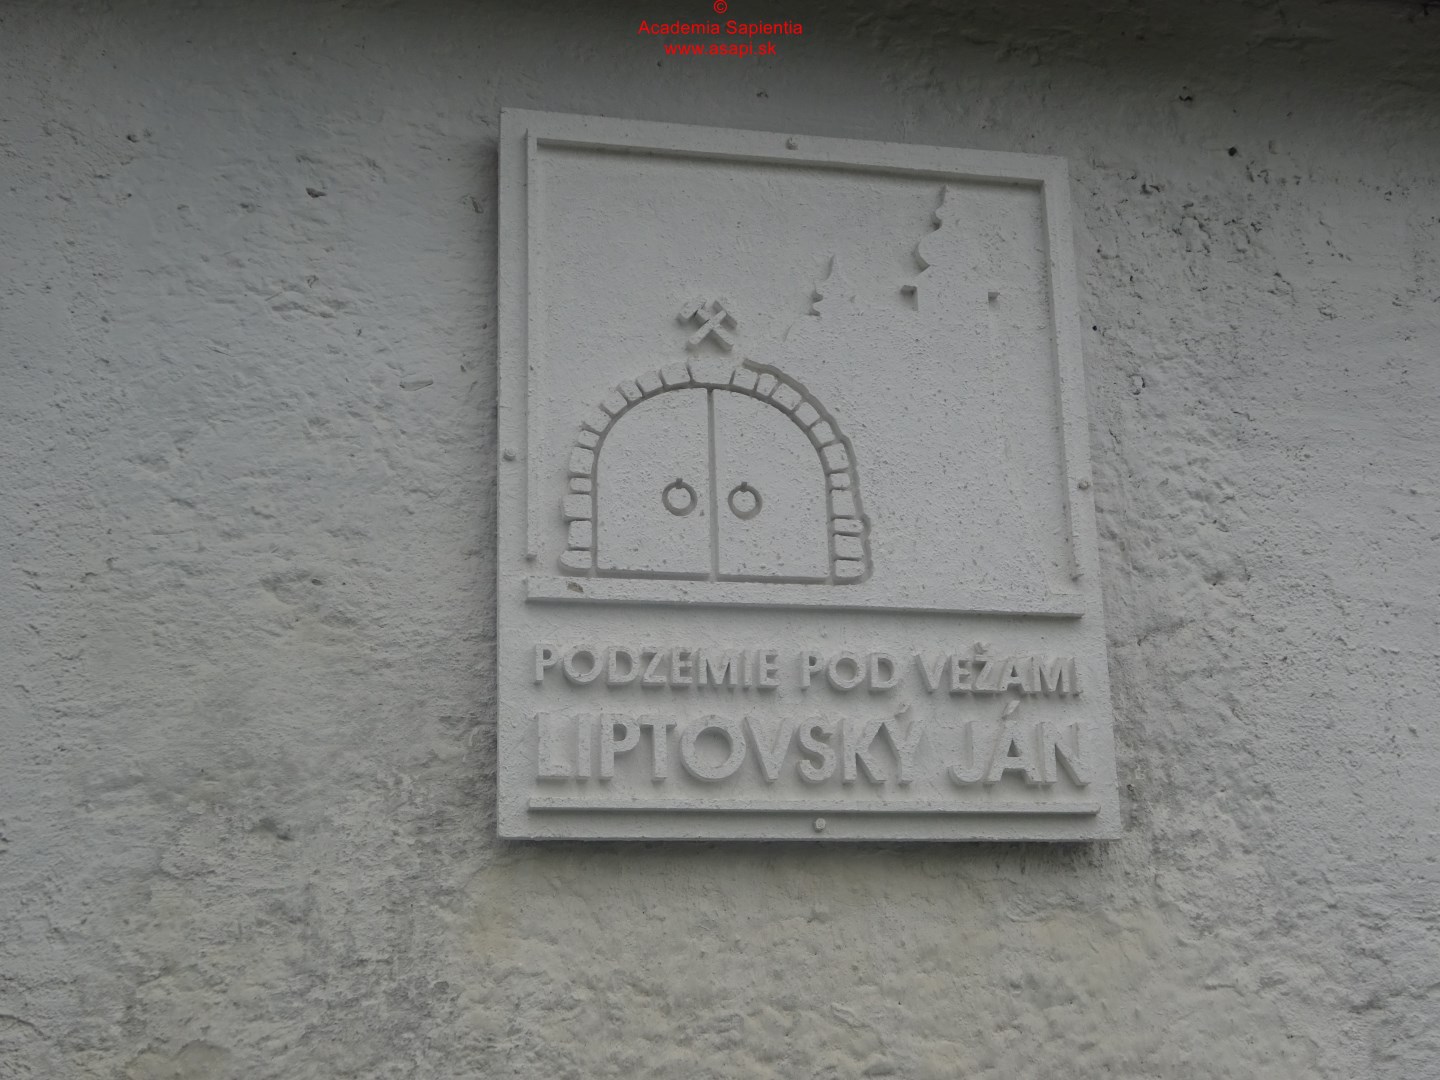 ©
Academia Sapientia
www.asapi.sk
PODZEMIE POD VEŽAMI
LIPTOVSKÝ JÁN